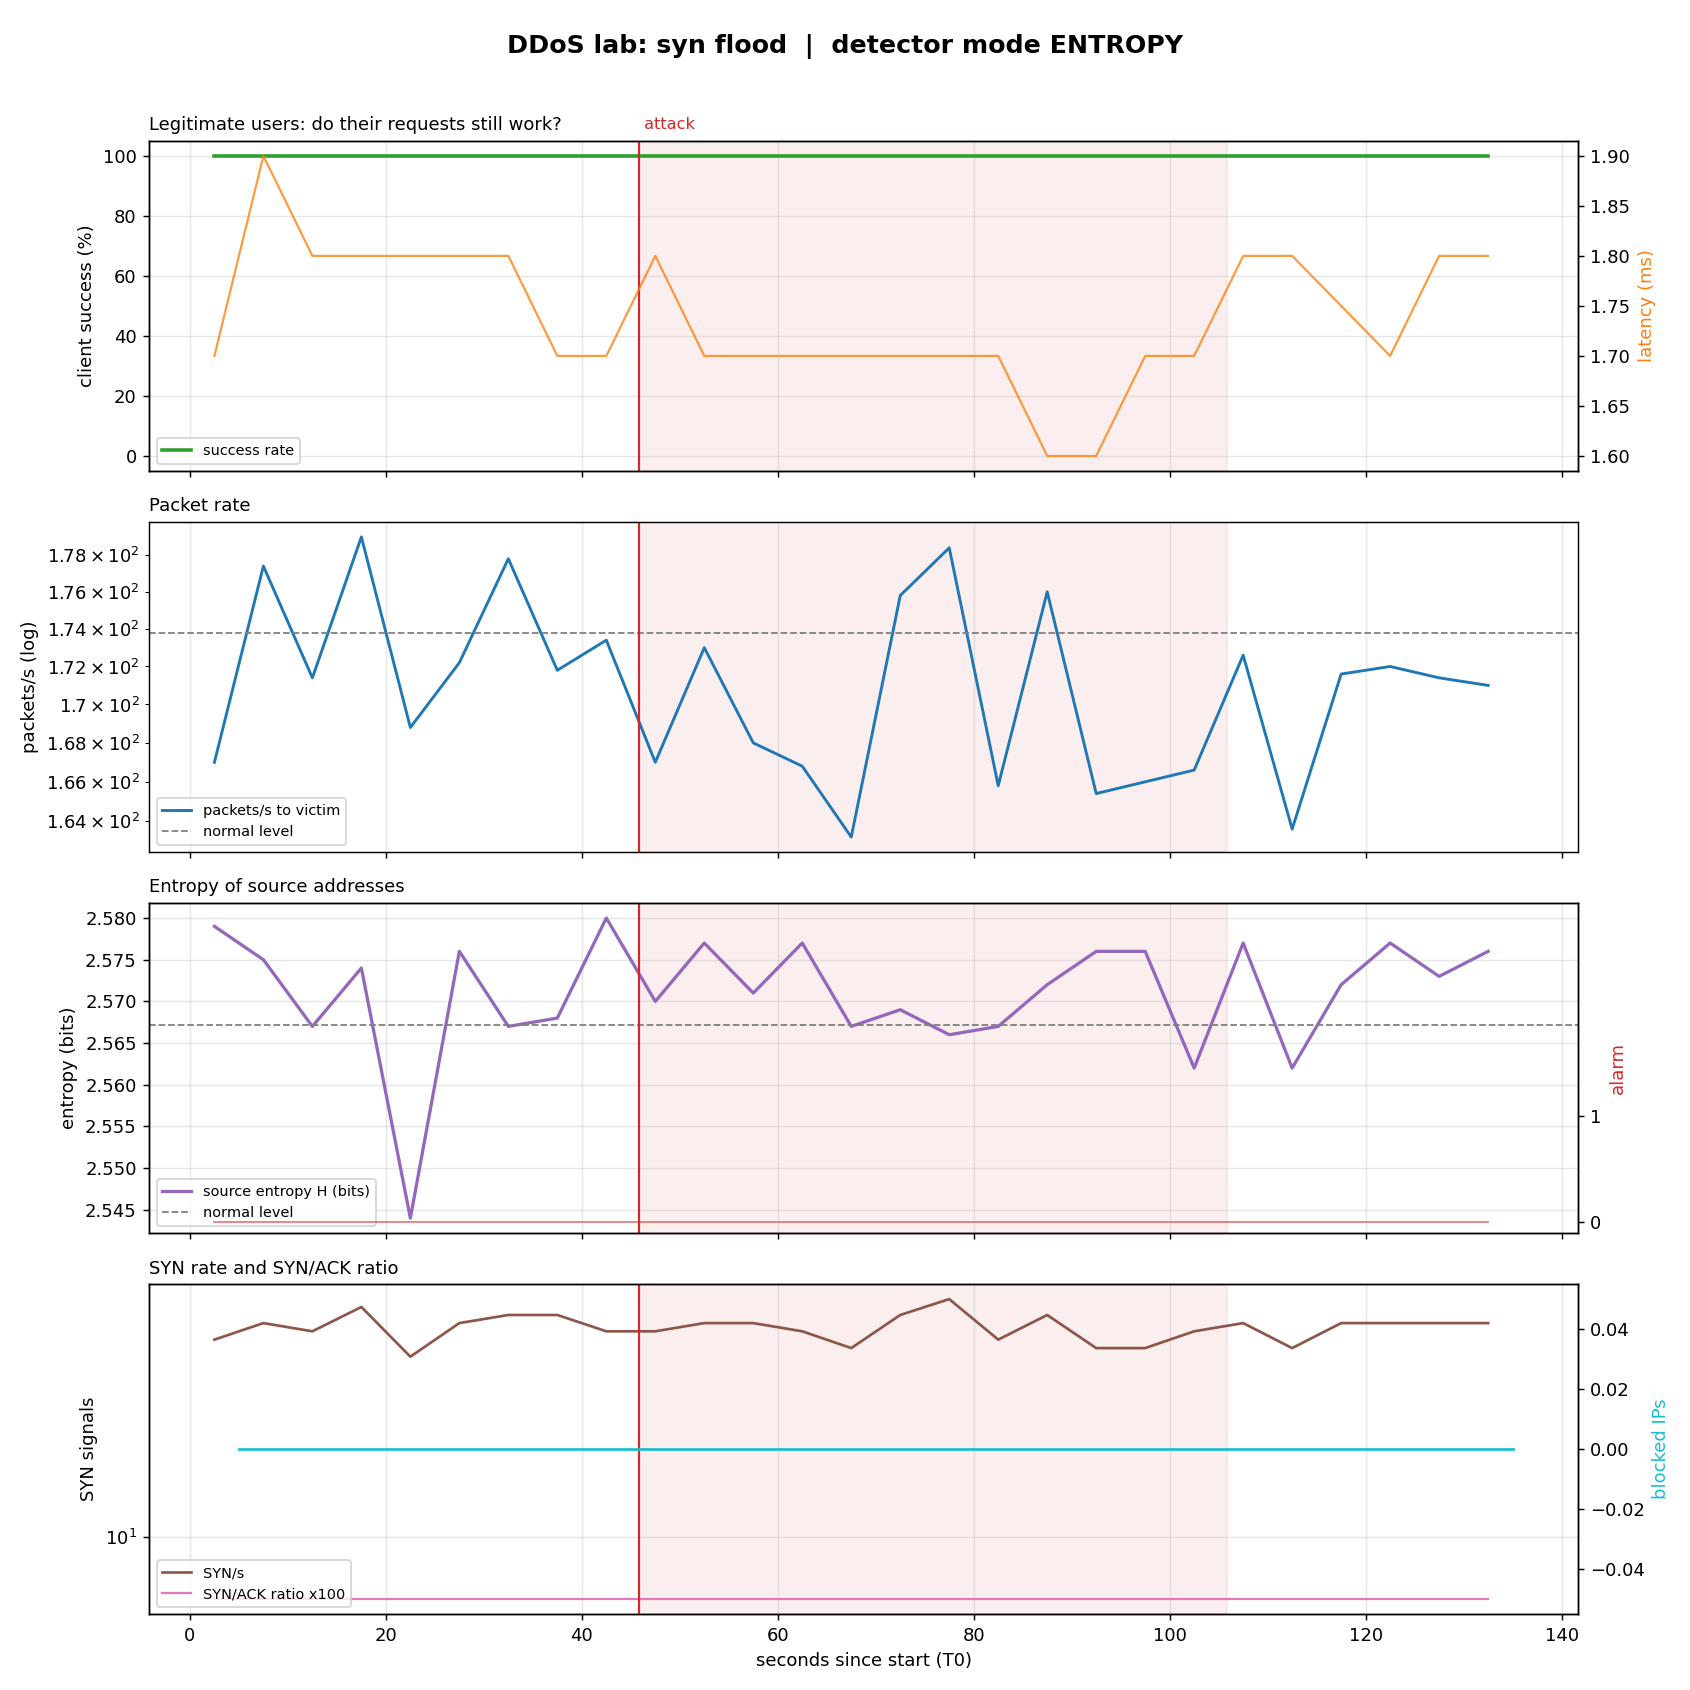 DDoS lab: syn flood | detector mode ENTROPY
Legitimate users: do their requests still work?
attack
100
80
60
40
20
0
client success (%)
1.90
1.85
1.80
1.75
1.70
1.65
1.60
latency (ms)
success rate
Packet rate
1.78 × 10²
1.76 × 10²
1.74 × 10²
1.72 × 10²
1.7 × 10²
1.68 × 10²
1.66 × 10²
1.64 × 10²
packets/s (log)
packets/s to victim
normal level
Entropy of source addresses
2.580
2.575
2.570
2.565
2.560
2.555
2.550
2.545
entropy (bits)
alarm
1
0
source entropy H (bits)
normal level
SYN rate and SYN/ACK ratio
10¹
SYN signals
0.04
0.02
0.00
−0.02
−0.04
blocked IPs
SYN/s
SYN/ACK ratio x100
0 20 40 60 80 100 120 140
seconds since start (T0)